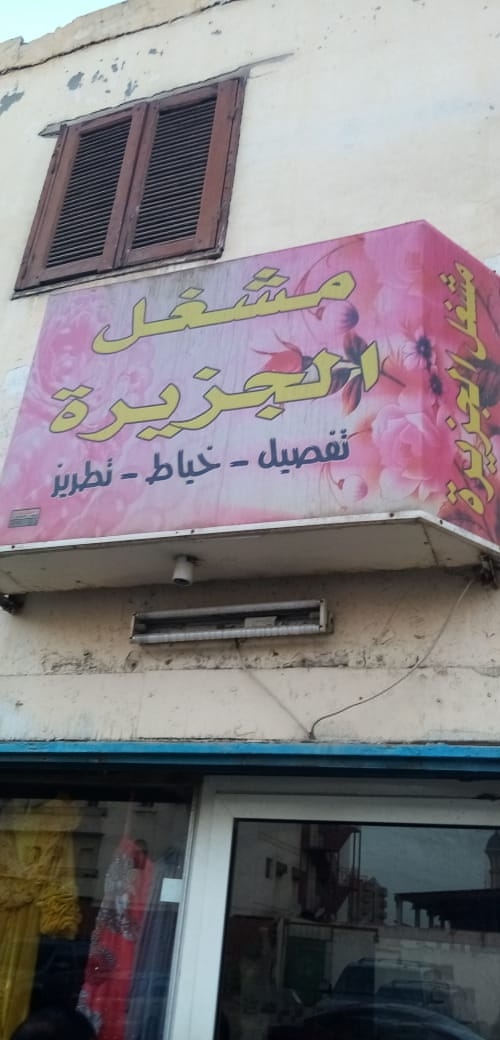 مشغل
الجزيرة
تفصيل - خياط - تطريز
مشغل الجزيرة